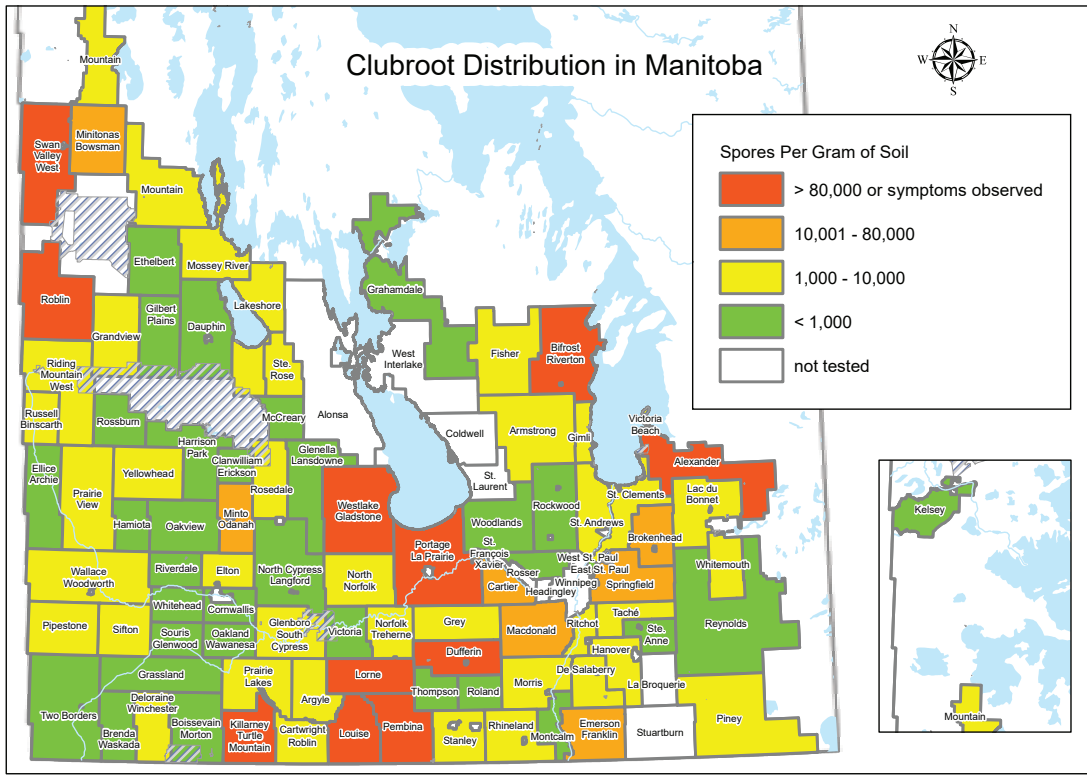 Clubroot Distribution in Manitoba
N
W
E
S
Spores Per Gram of Soil
> 80,000 or symptoms observed
10,001 - 80,000
1,000 - 10,000
< 1,000
not tested
Mountain
Swan
Valley
West
Minitonas
Bowsman
Mountain
Ethelbert
Mossey River
Roblin
Grandview
Gilbert
Plains
Dauphin
Lakeshore
Grahamdale
Riding
Mountain
West
Ste.
Rose
West
Interlake
Fisher
Bifrost
Riverton
Russell
Binscarth
Rossburn
McCreary
Alonsa
Coldwell
Armstrong
Gimli
Victoria
Beach
Alexander
Harrison
Park
Clanwilliam
Erickson
Glenella
Lansdowne
Ellice
Archie
Yellowhead
Prairie
View
Rosedale
St.
Laurent
St. Clements
Lac du
Bonnet
Hamiota
Oakview
Minto
Odanah
Westlake
Gladstone
Woodlands
Rockwood
St. Andrews
Brokenhead
Kelsey
Portage
La Prairie
St.
François
Xavier
Rosser
West St. Paul
East St. Paul
Whitemouth
Wallace
Woodworth
Riverdale
Elton
North Cypress
Langford
North
Norfolk
Cartier
Headingley
Winnipeg
Springfield
Whitehead
Cornwallis
Pipestone
Sifton
Souris
Glenwood
Oakland
Wawanesa
Glenboro
South
Cypress
Victoria
Norfolk
Treherne
Grey
Macdonald
Ritchot
Taché
Ste.
Anne
Reynolds
Hanover
Dufferin
Grassland
Prairie
Lakes
Argyle
Lorne
Thompson
Roland
Morris
De Salaberry
La Broquerie
Two Borders
Deloraine
Winchester
Brenda
Waskada
Boissevain
Morton
Killarney
Turtle
Mountain
Cartwright
Roblin
Louise
Pembina
Stanley
Rhineland
Montcalm
Emerson
Franklin
Stuartburn
Piney
Mountain